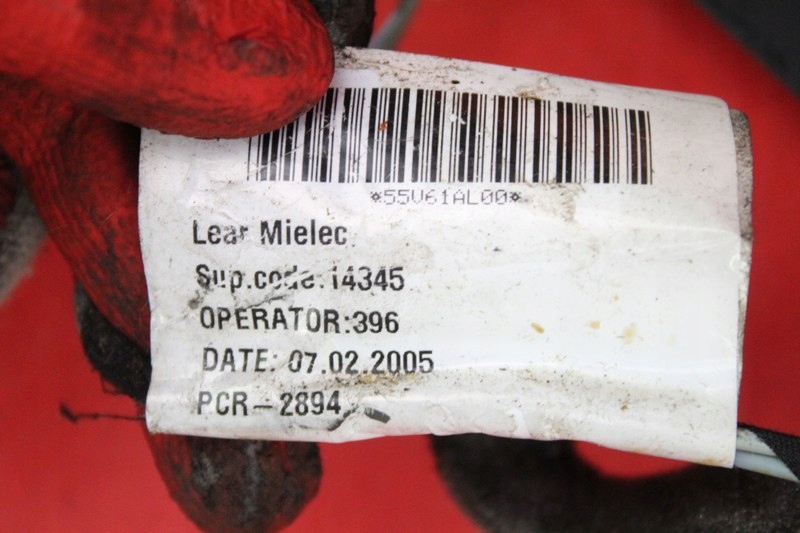 *55V61AL00*
Lear Mielec
Sup.code:14345
OPERATOR:396
DATE: 07.02.2005
PCR-2894